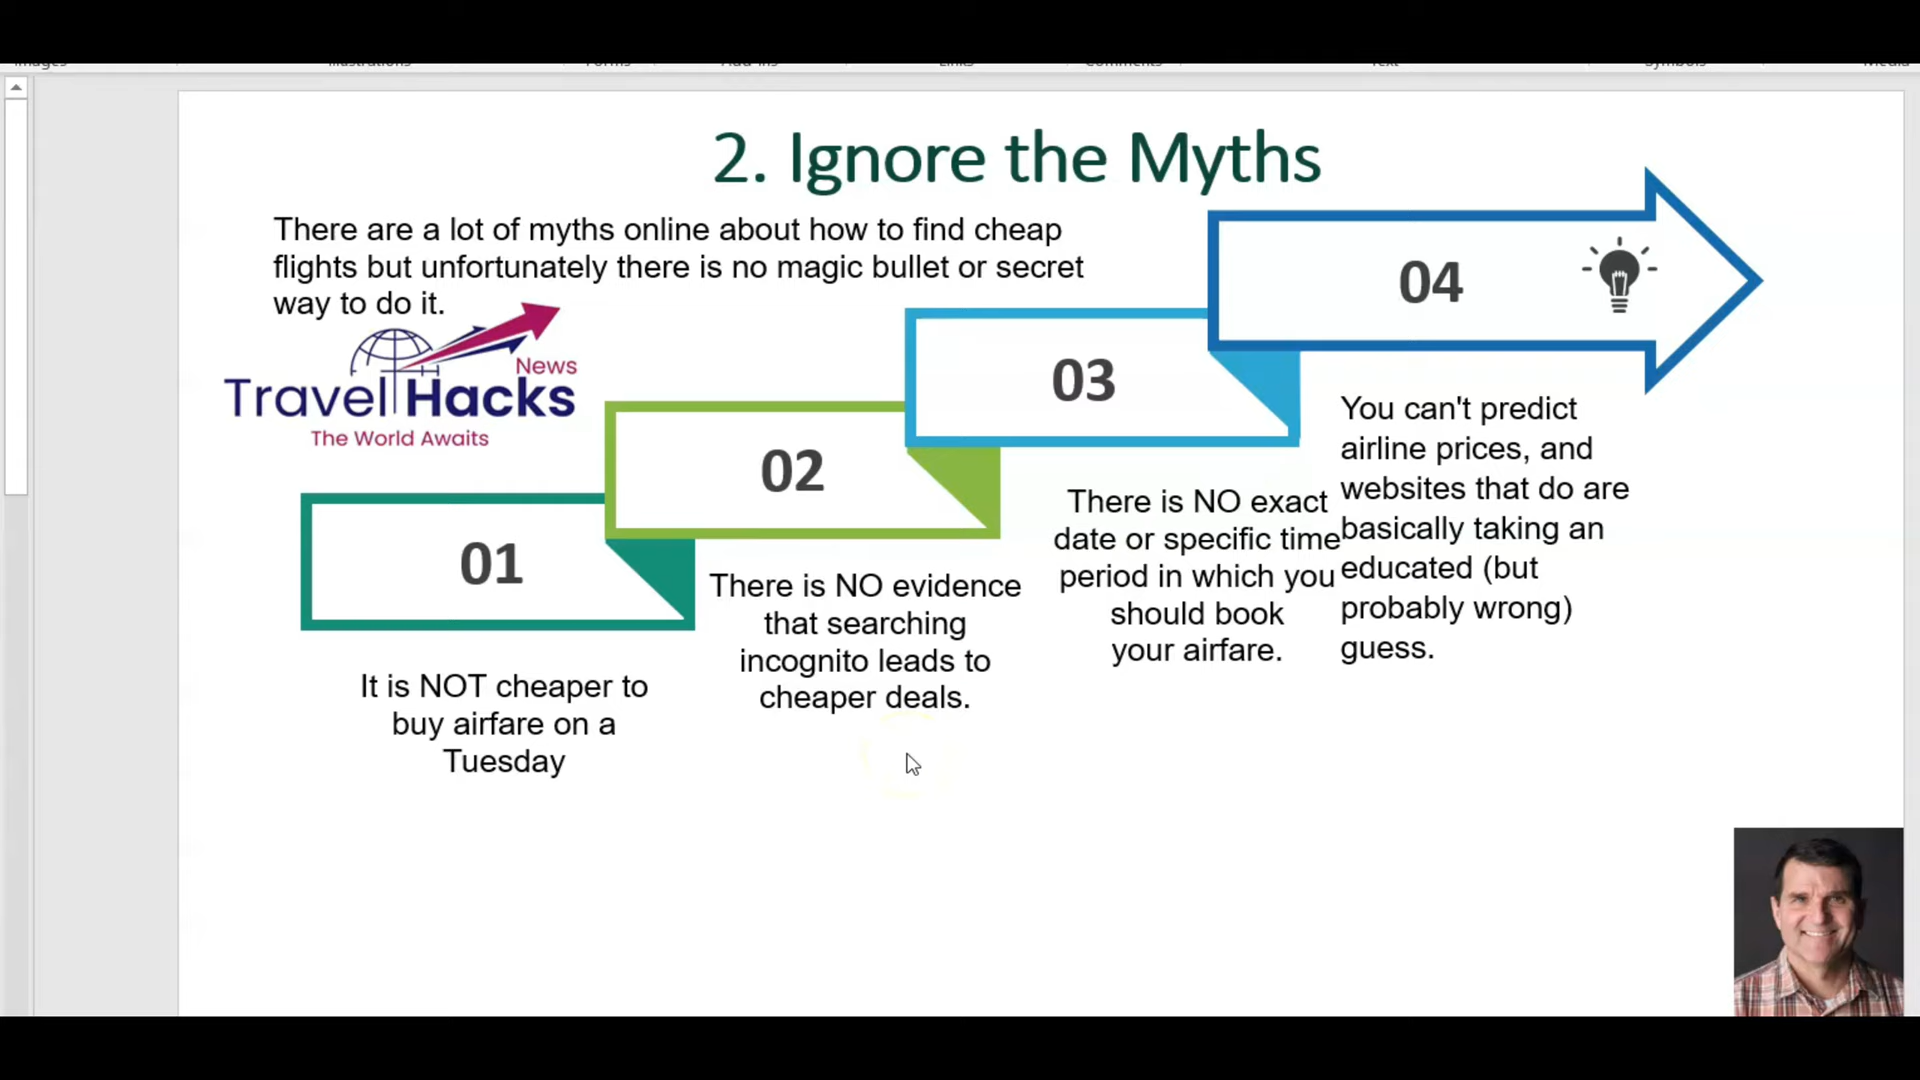 2. Ignore the Myths
There are a lot of myths online about how to find cheap
flights but unfortunately there is no magic bullet or secret
way to do it.
News
Travel Hacks
The World Awaits
01
It is NOT cheaper to
buy airfare on a
Tuesday
02
There is NO evidence
that searching
incognito leads to
cheaper deals.
03
There is NO exact
date or specific time
period in which you
should book
your airfare.
04
You can't predict
airline prices, and
websites that do are
basically taking an
educated (but
probably wrong)
guess.